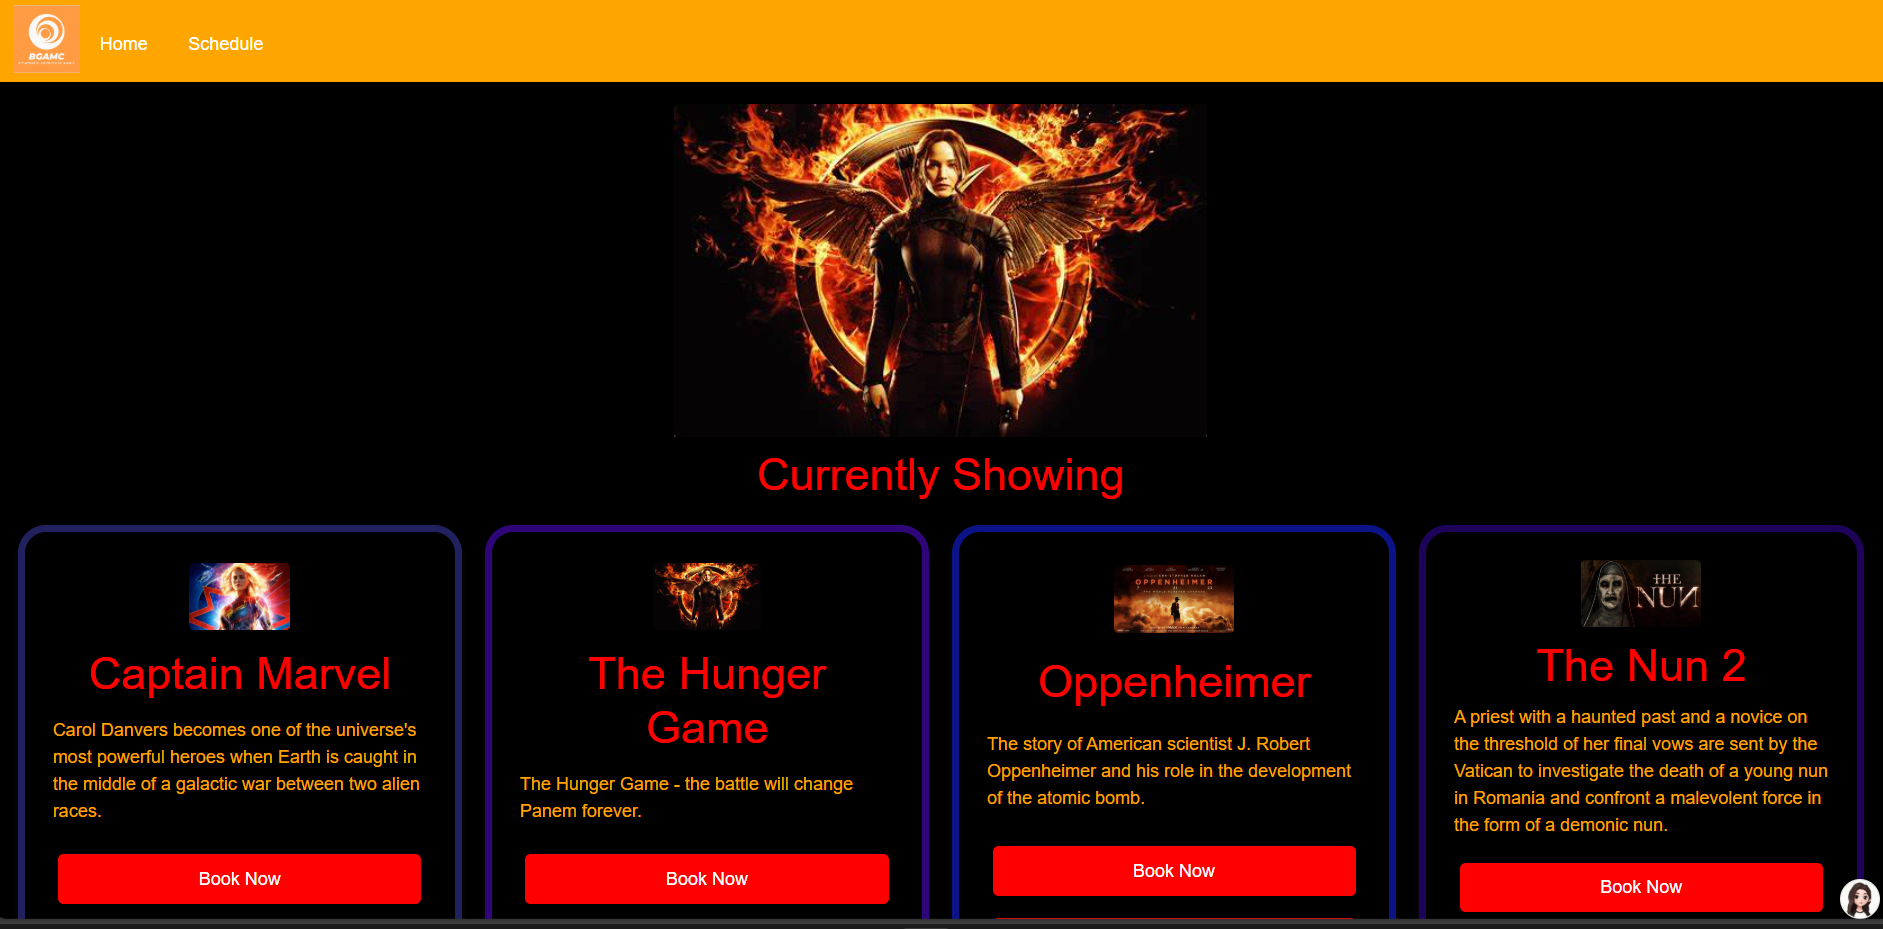 BGAMC
Home
Schedule
Currently Showing
OPPENHEIMER
THE
NUN
Captain Marvel
Carol Danvers becomes one of the universe's
most powerful heroes when Earth is caught in
the middle of a galactic war between two alien
races.
Book Now
The Hunger
Game
The Hunger Game - the battle will change
Panem forever.
Book Now
Oppenheimer
The story of American scientist J. Robert
Oppenheimer and his role in the development
of the atomic bomb.
Book Now
The Nun 2
A priest with a haunted past and a novice on
the threshold of her final vows are sent by the
Vatican to investigate the death of a young nun
in Romania and confront a malevolent force in
the form of a demonic nun.
Book Now